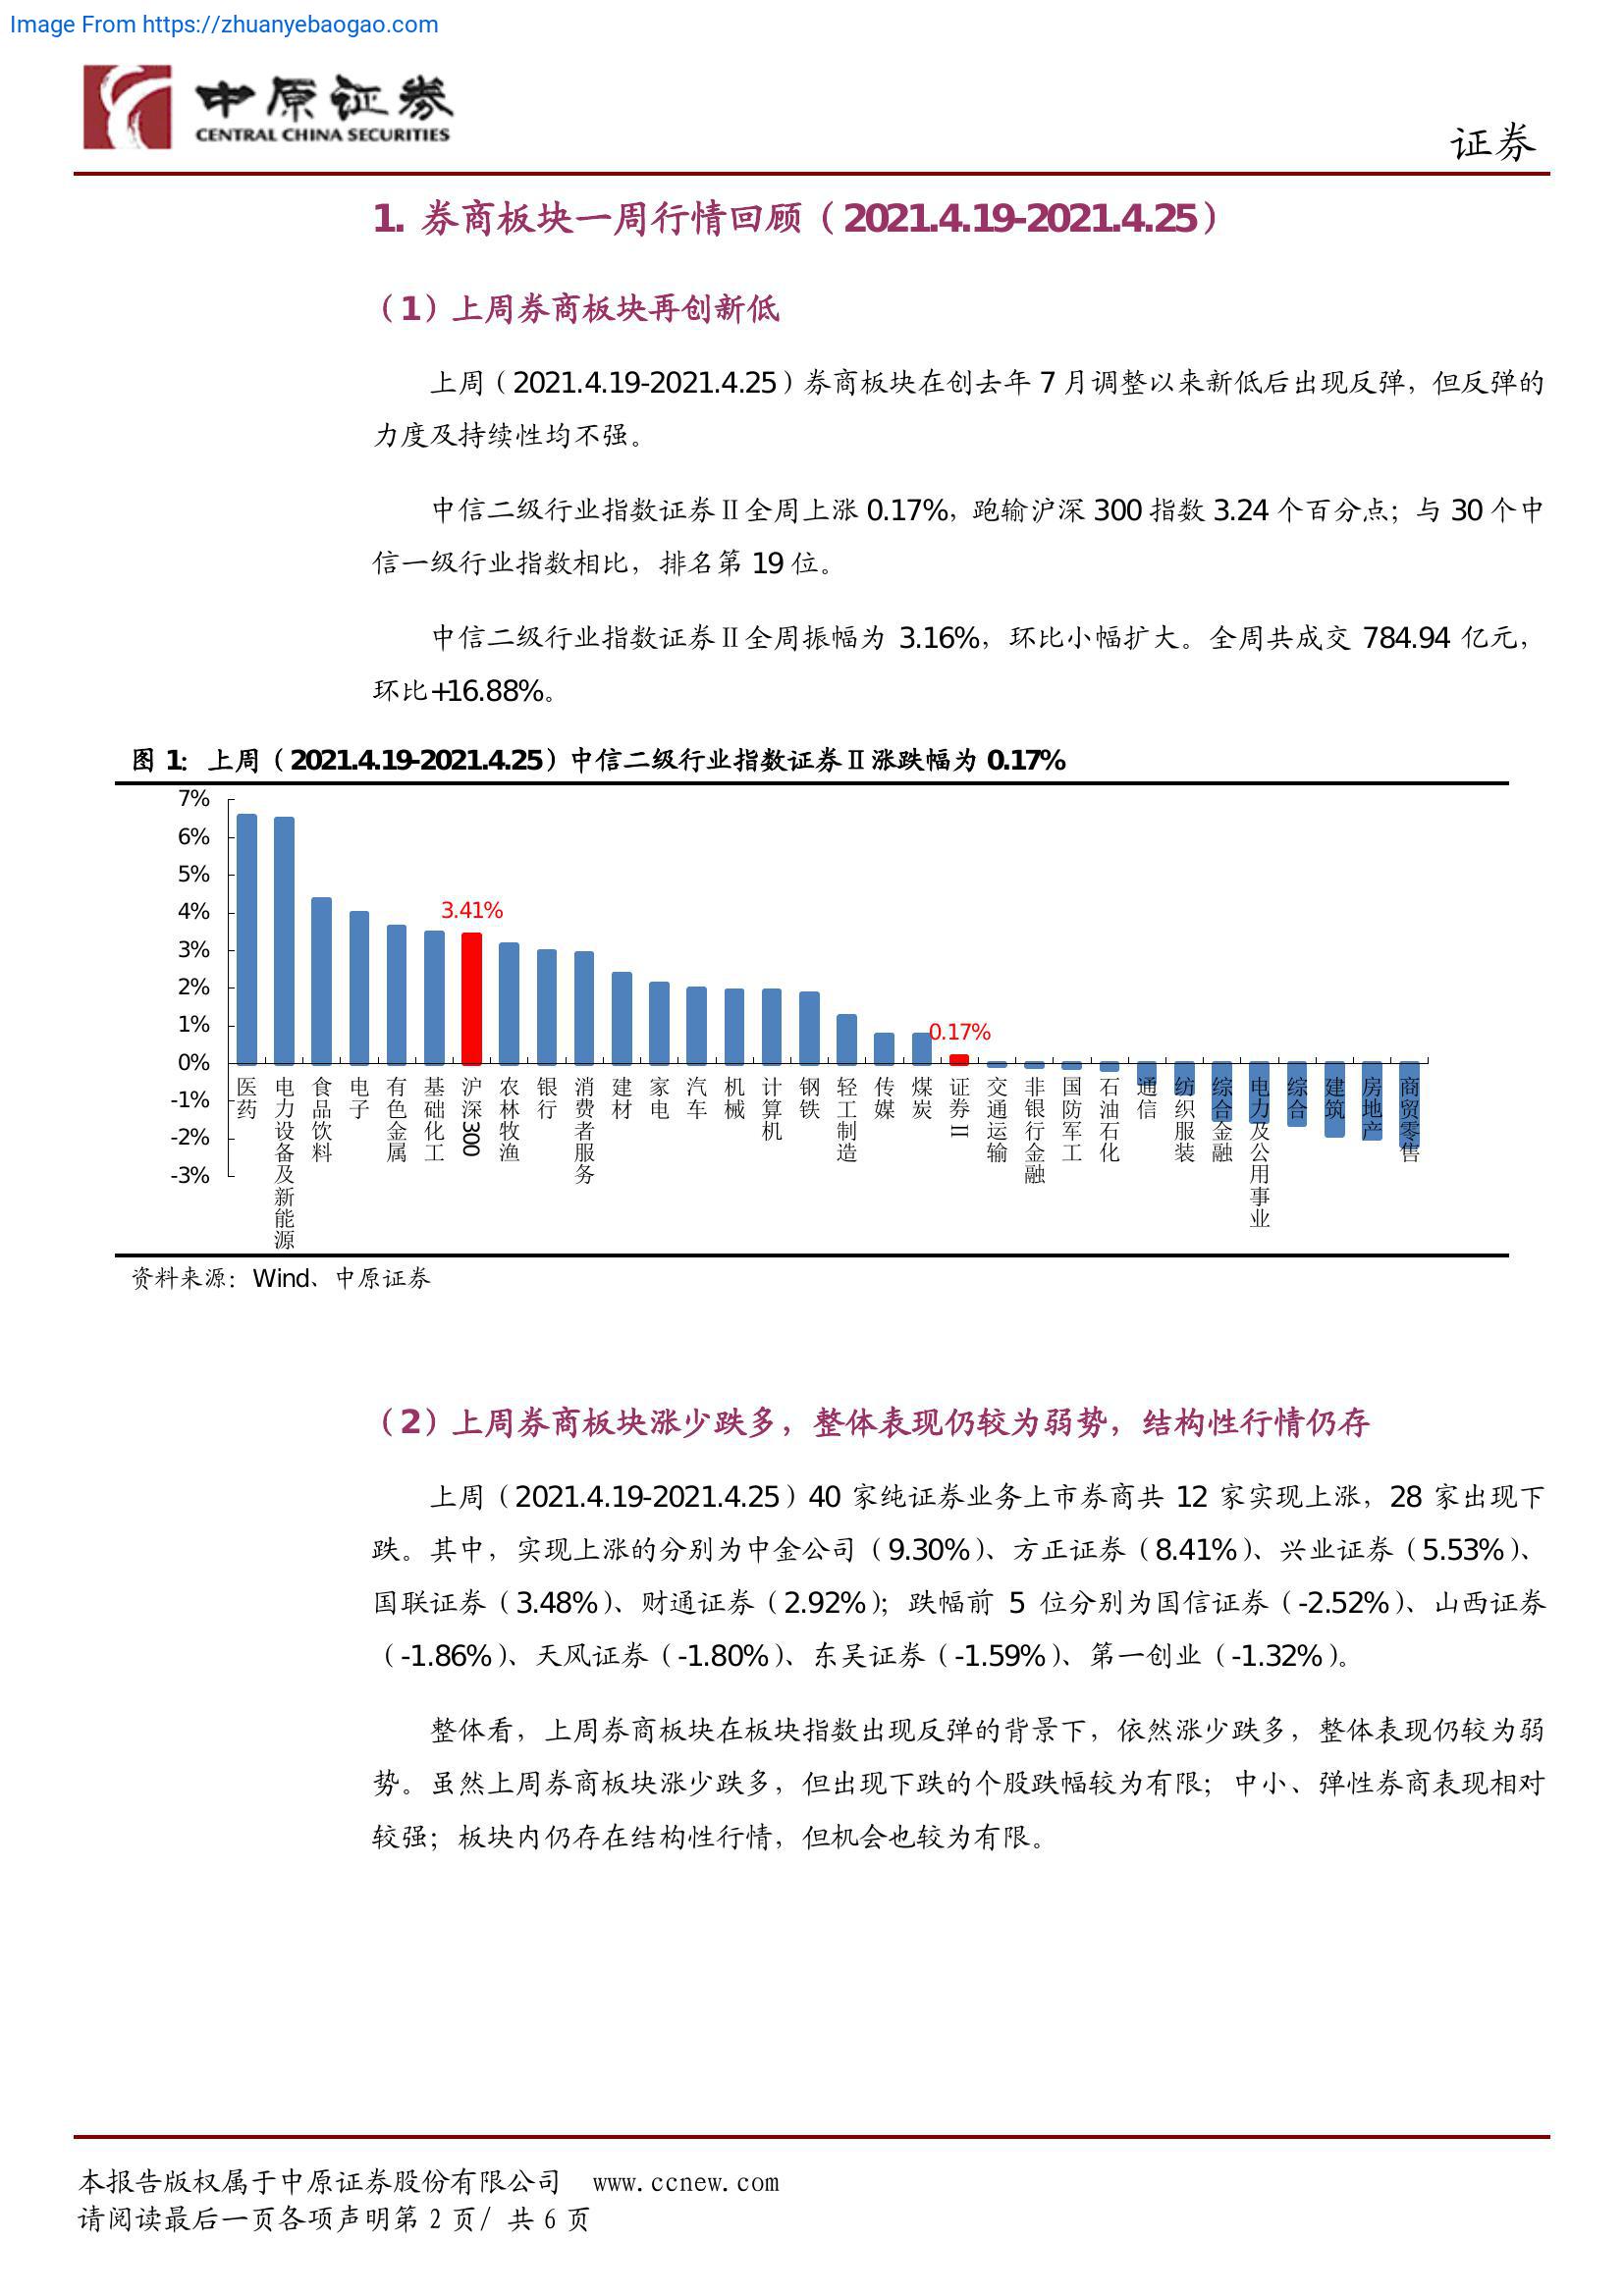 Image From https://zhuanyebaogao.com
中原证券
CENTRAL CHINA SECURITIES
证券
1. 券商板块一周行情回顾（2021.4.19-2021.4.25）
（1）上周券商板块再创新低
上周（2021.4.19-2021.4.25）券商板块在创去年 7 月调整以来新低后出现反弹，但反弹的
力度及持续性均不强。
中信二级行业指数证券Ⅱ全周上涨 0.17%，跑输沪深 300 指数 3.24 个百分点；与 30 个中
信一级行业指数相比，排名第 19 位。
中信二级行业指数证券Ⅱ全周振幅为 3.16%，环比小幅扩大。全周共成交 784.94 亿元，
环比+16.88%。
图 1：上周（2021.4.19-2021.4.25）中信二级行业指数证券Ⅱ涨跌幅为 0.17%
7%
6%
5%
4%
3%
2%
1%
0%
-1%
-2%
-3%
3.41%
0.17%
医药
电力设备及新能源
食品饮料
电子
有色金属
基础化工
沪深300
农林牧渔
银行
消费者服务
建材
家电
汽车
机械
计算机
钢铁
轻工制造
传媒
煤炭
证券Ⅱ
交通运输
非银行金融
国防军工
石油石化
通信
纺织服装
综合金融
电力及公用事业
综合
建筑
房地产
商贸零售
资料来源：Wind、中原证券
（2）上周券商板块涨少跌多，整体表现仍较为弱势，结构性行情仍存
上周（2021.4.19-2021.4.25）40 家纯证券业务上市券商共 12 家实现上涨，28 家出现下
跌。其中，实现上涨的分别为中金公司（9.30%）、方正证券（8.41%）、兴业证券（5.53%）、
国联证券（3.48%）、财通证券（2.92%）；跌幅前 5 位分别为国信证券（-2.52%）、山西证券
（-1.86%）、天风证券（-1.80%）、东吴证券（-1.59%）、第一创业（-1.32%）。
整体看，上周券商板块在板块指数出现反弹的背景下，依然涨少跌多，整体表现仍较为弱
势。虽然上周券商板块涨少跌多，但出现下跌的个股跌幅较为有限；中小、弹性券商表现相对
较强；板块内仍存在结构性行情，但机会也较为有限。
本报告版权属于中原证券股份有限公司 www.ccnew.com
请阅读最后一页各项声明第 2 页/ 共 6 页